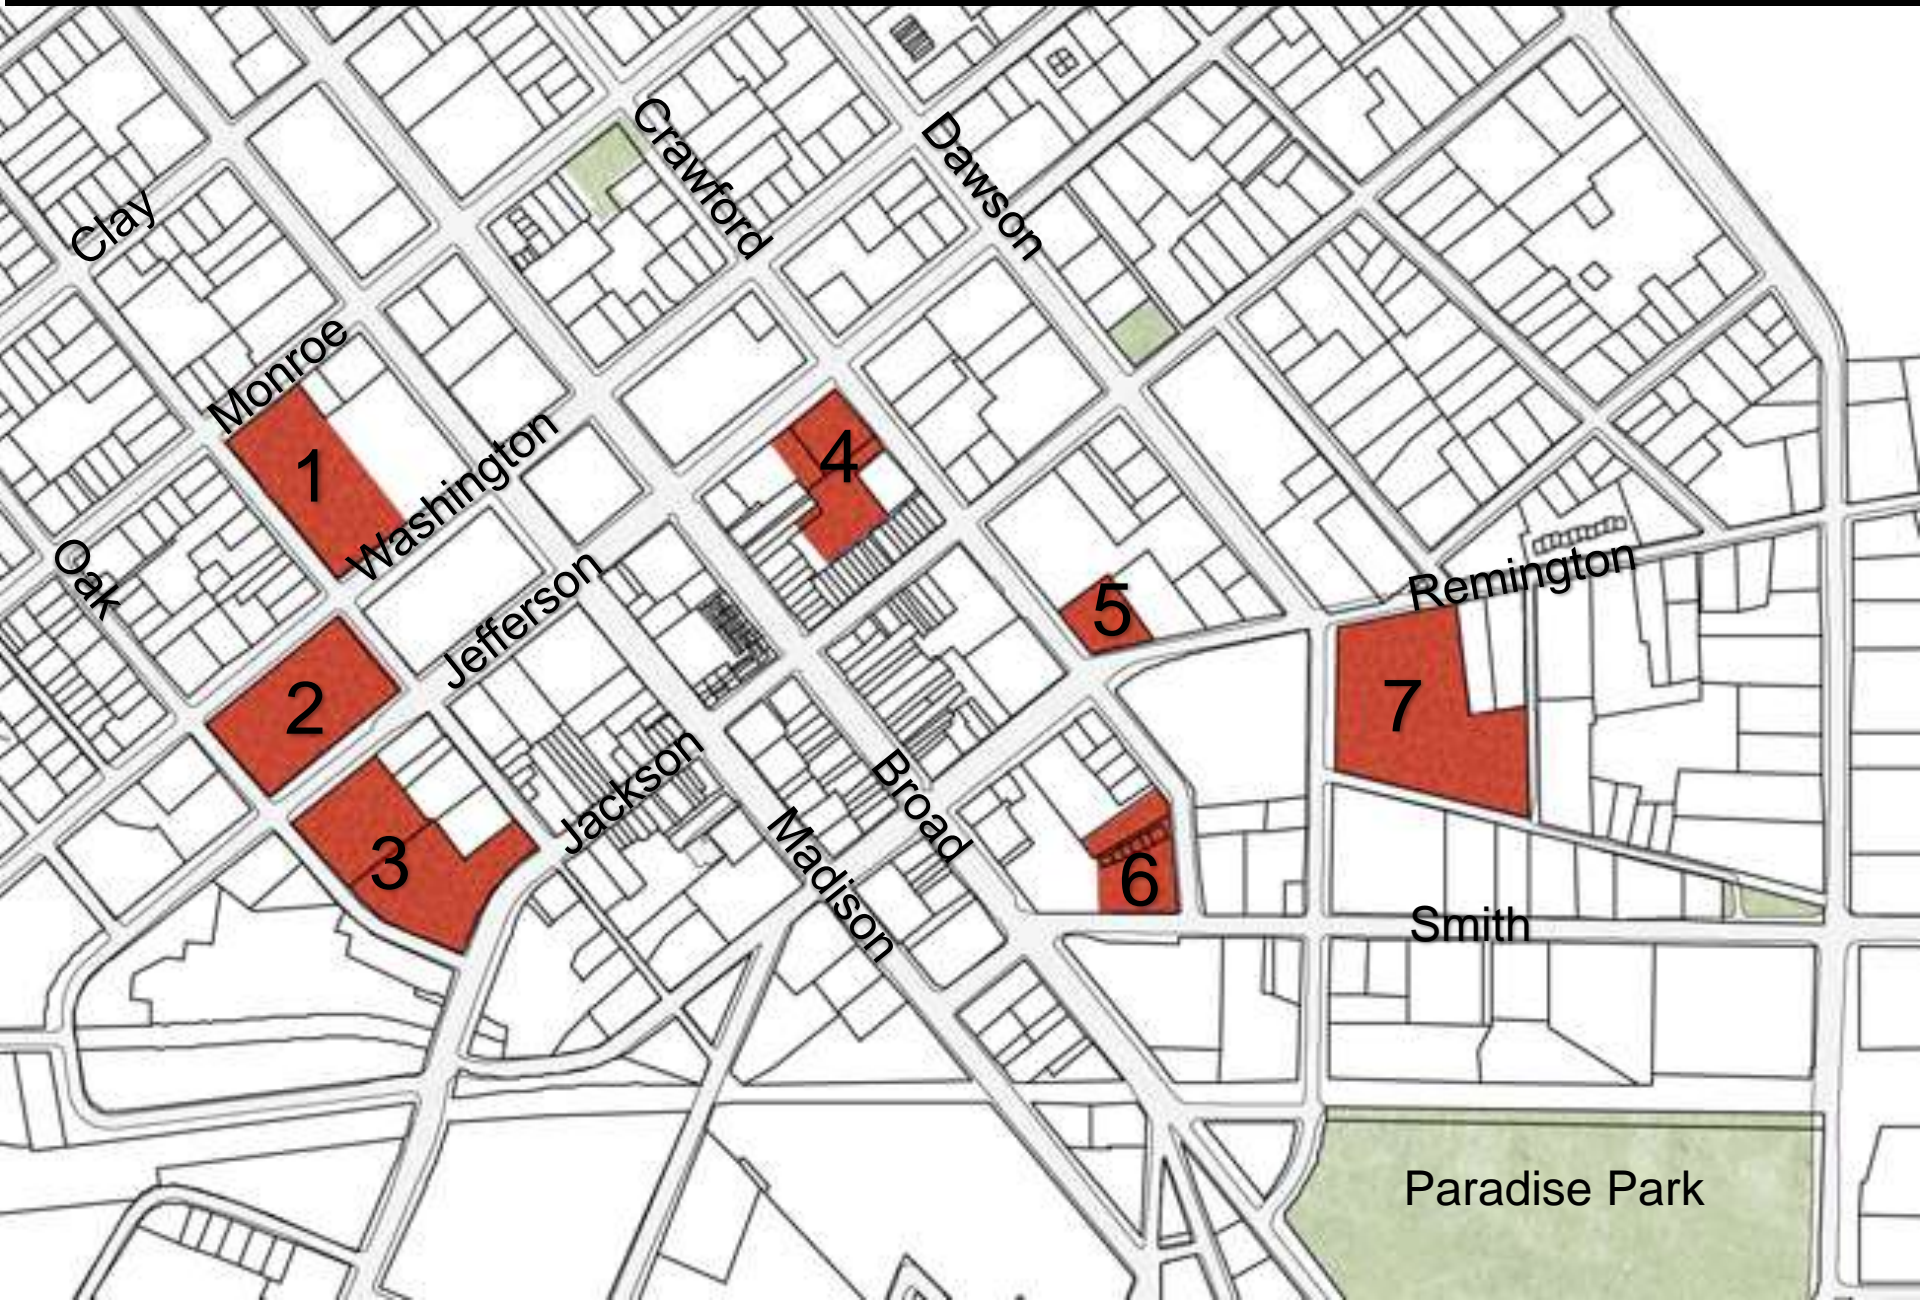 Crawford
Dawson
Clay
Monroe
1
Washington
4
Oak
Jefferson
5
Remington
2
7
Jackson
Broad
3
Madison
6
Smith
Paradise Park